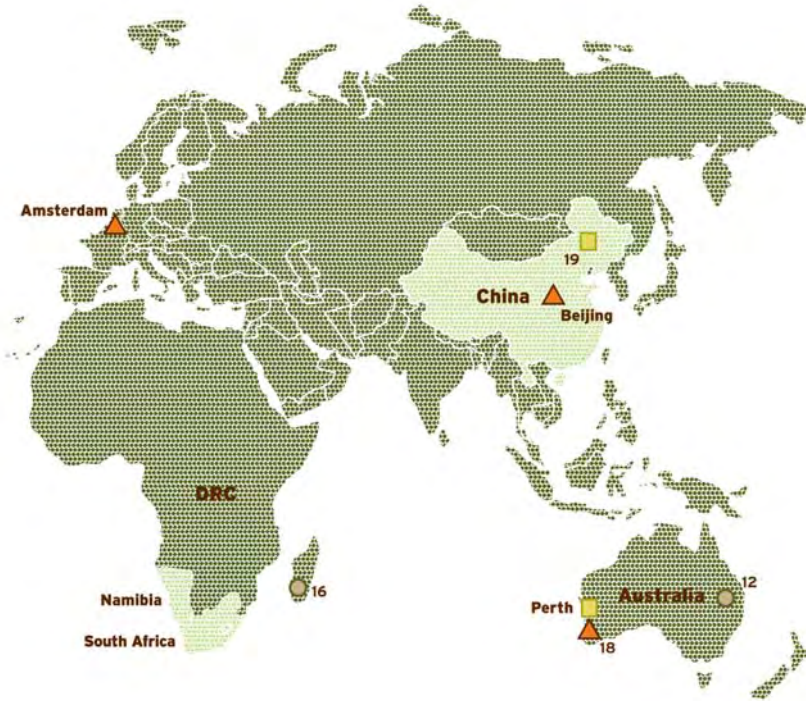 Amsterdam
19
China
Beijing
DRC
16
Namibia
South Africa
12
Australia
Perth
18